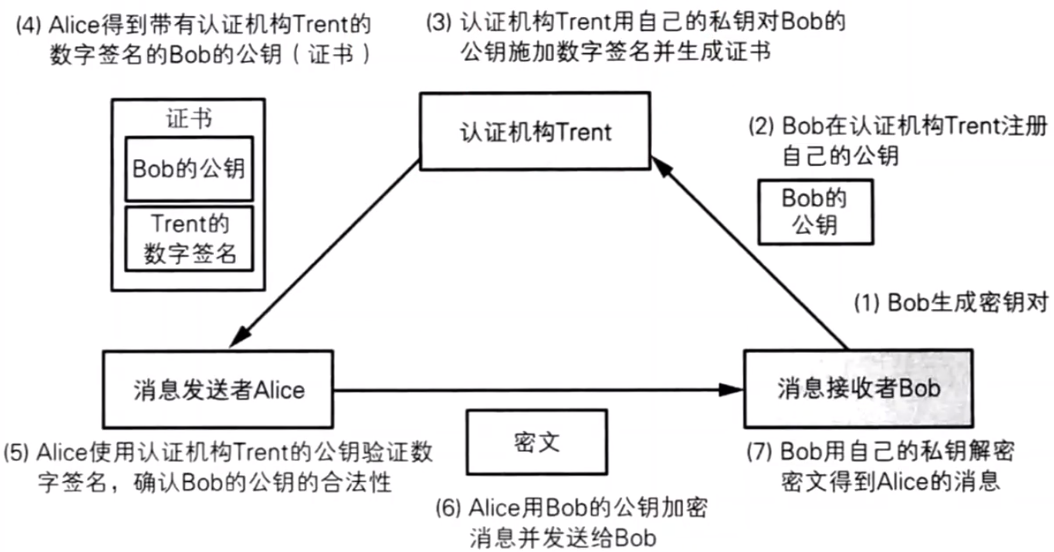 (4) Alice得到带有认证机构Trent的
数字签名的Bob的公钥（证书）
(3) 认证机构Trent用自己的私钥对Bob的
公钥施加数字签名并生成证书
证书
Bob的公钥
Trent的
数字签名
认证机构Trent
(2) Bob在认证机构Trent注册
自己的公钥
Bob的
公钥
(1) Bob生成密钥对
消息发送者Alice
消息接收者Bob
(5) Alice使用认证机构Trent的公钥验证数
字签名，确认Bob的公钥的合法性
密文
(6) Alice用Bob的公钥加密
消息并发送给Bob
(7) Bob用自己的私钥解密
密文得到Alice的消息